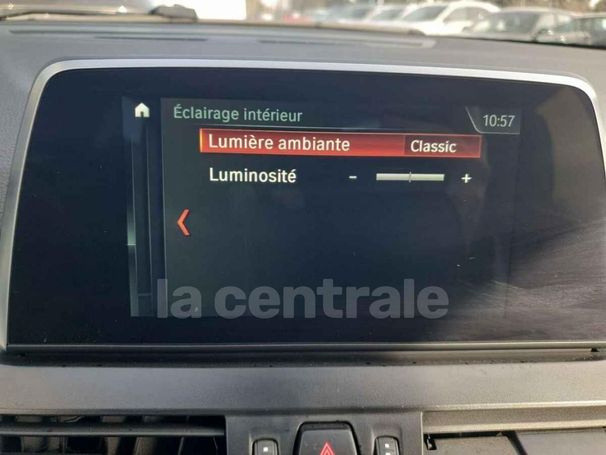 Éclairage intérieur
10:57
Lumière ambiante Classic
Luminosité - +
la centrale